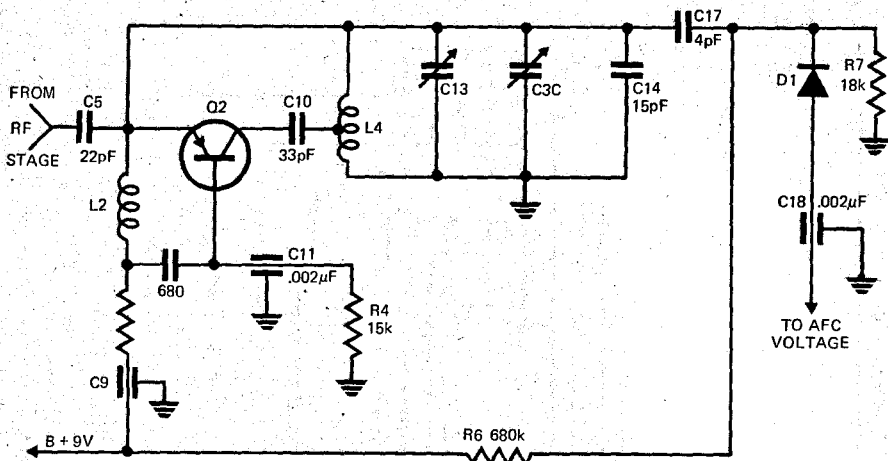 C17
4pF
R7
18k
D1
FROM
RF
STAGE
C5
22pF
Q2
C10
33pF
L4
C13
C3C
C14
15pF
L2
680
C11
.002µF
R4
15k
C18
.002µF
TO AFC
VOLTAGE
C9
B + 9V
R6 680k